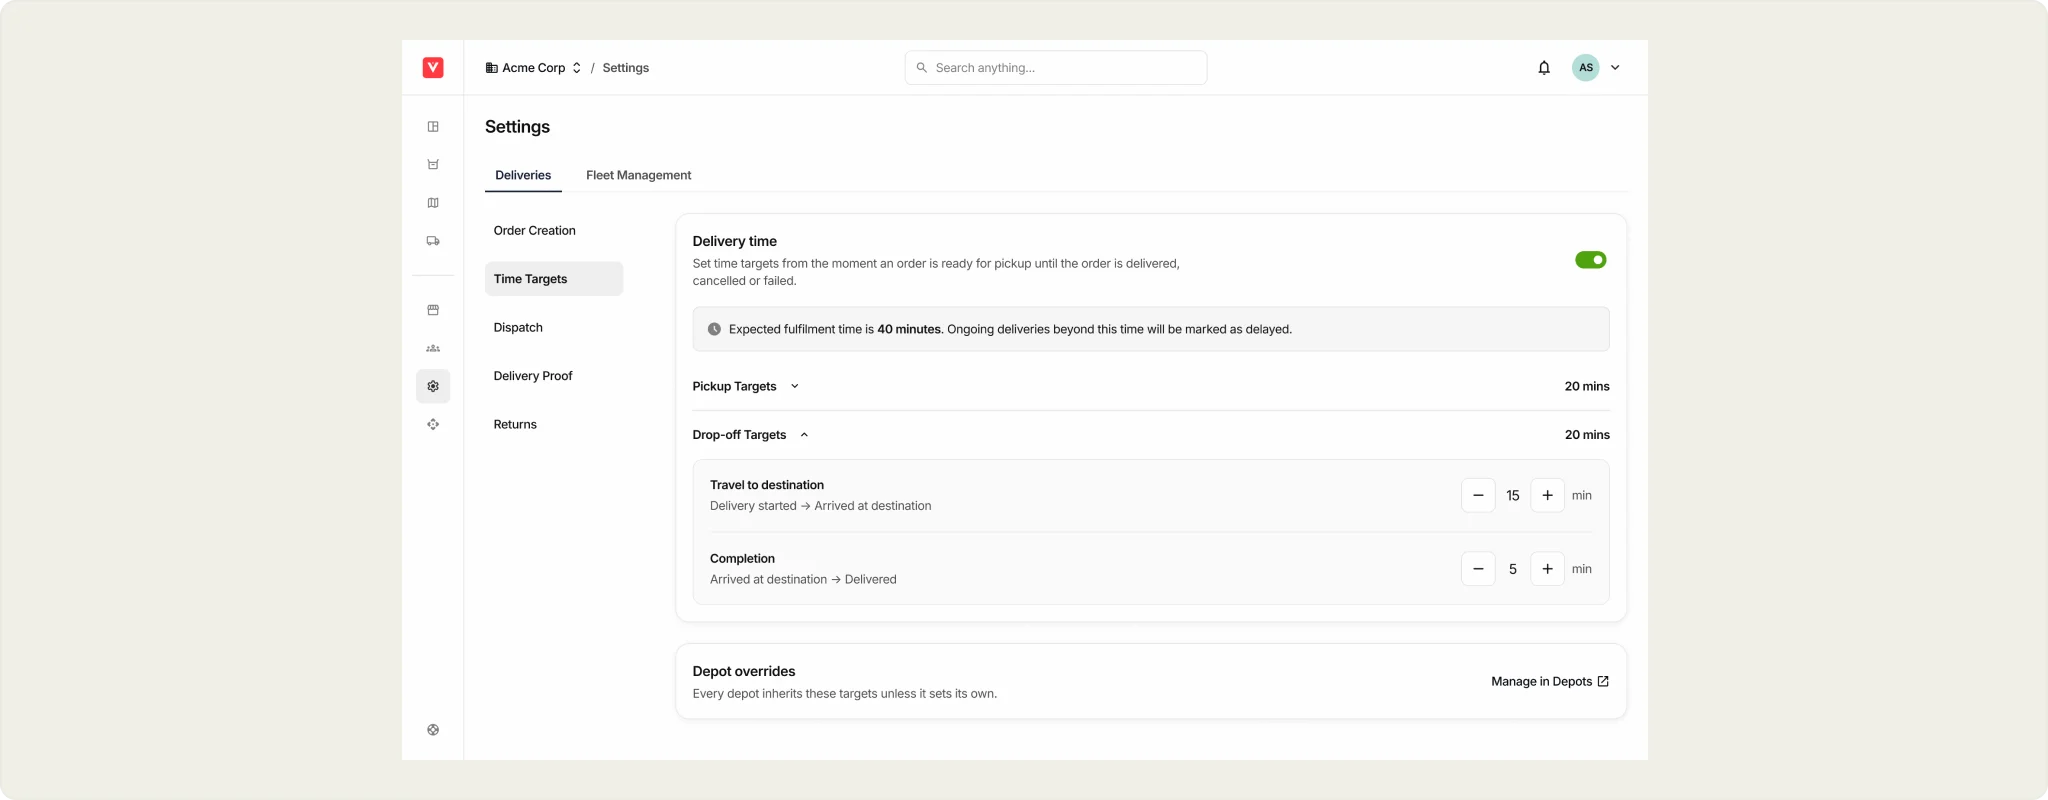 Acme Corp / Settings
Search anything...
AS
Settings
Deliveries
Fleet Management
Order Creation
Time Targets
Dispatch
Delivery Proof
Returns
Delivery time
Set time targets from the moment an order is ready for pickup until the order is delivered,
cancelled or failed.
Expected fulfilment time is 40 minutes. Ongoing deliveries beyond this time will be marked as delayed.
Pickup Targets
20 mins
Drop-off Targets
20 mins
Travel to destination
Delivery started → Arrived at destination
15 min
Completion
Arrived at destination → Delivered
5 min
Depot overrides
Every depot inherits these targets unless it sets its own.
Manage in Depots